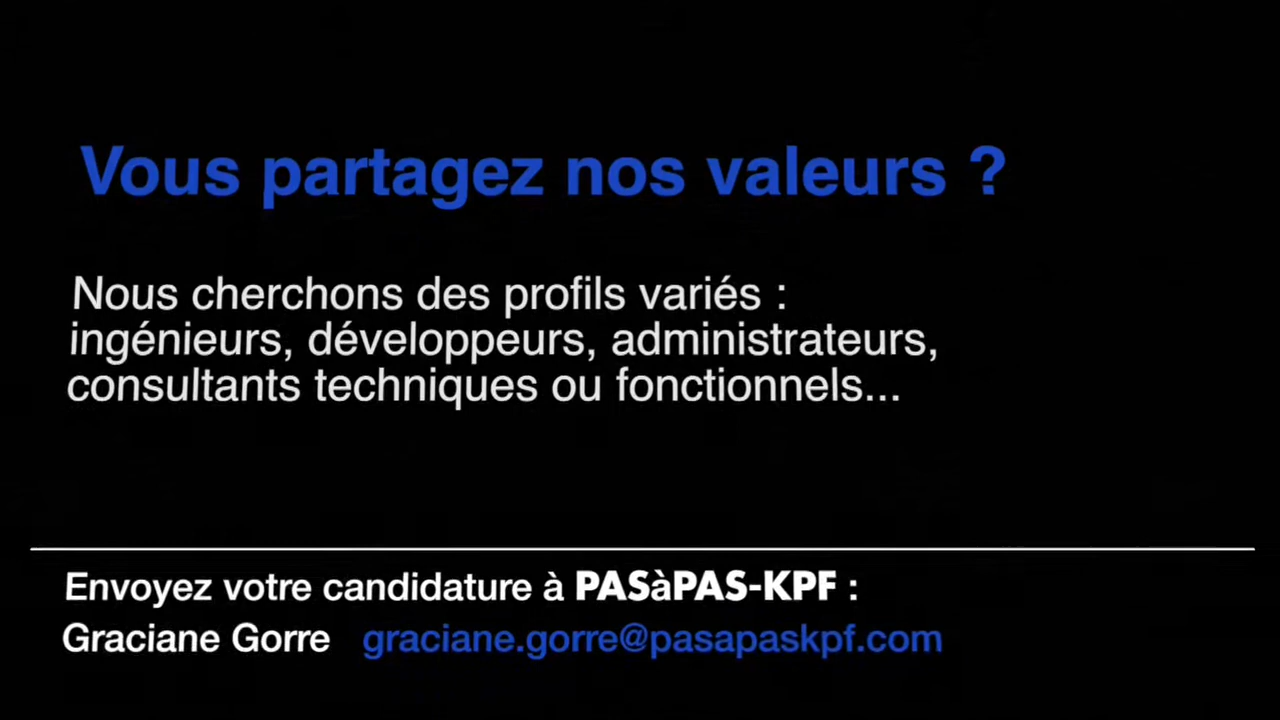 Vous partagez nos valeurs ?
Nous cherchons des profils variés :
ingénieurs, développeurs, administrateurs,
consultants techniques ou fonctionnels...
Envoyez votre candidature à PASàPAS-KPF :
Graciane Gorre graciane.gorre@pasapaskpf.com